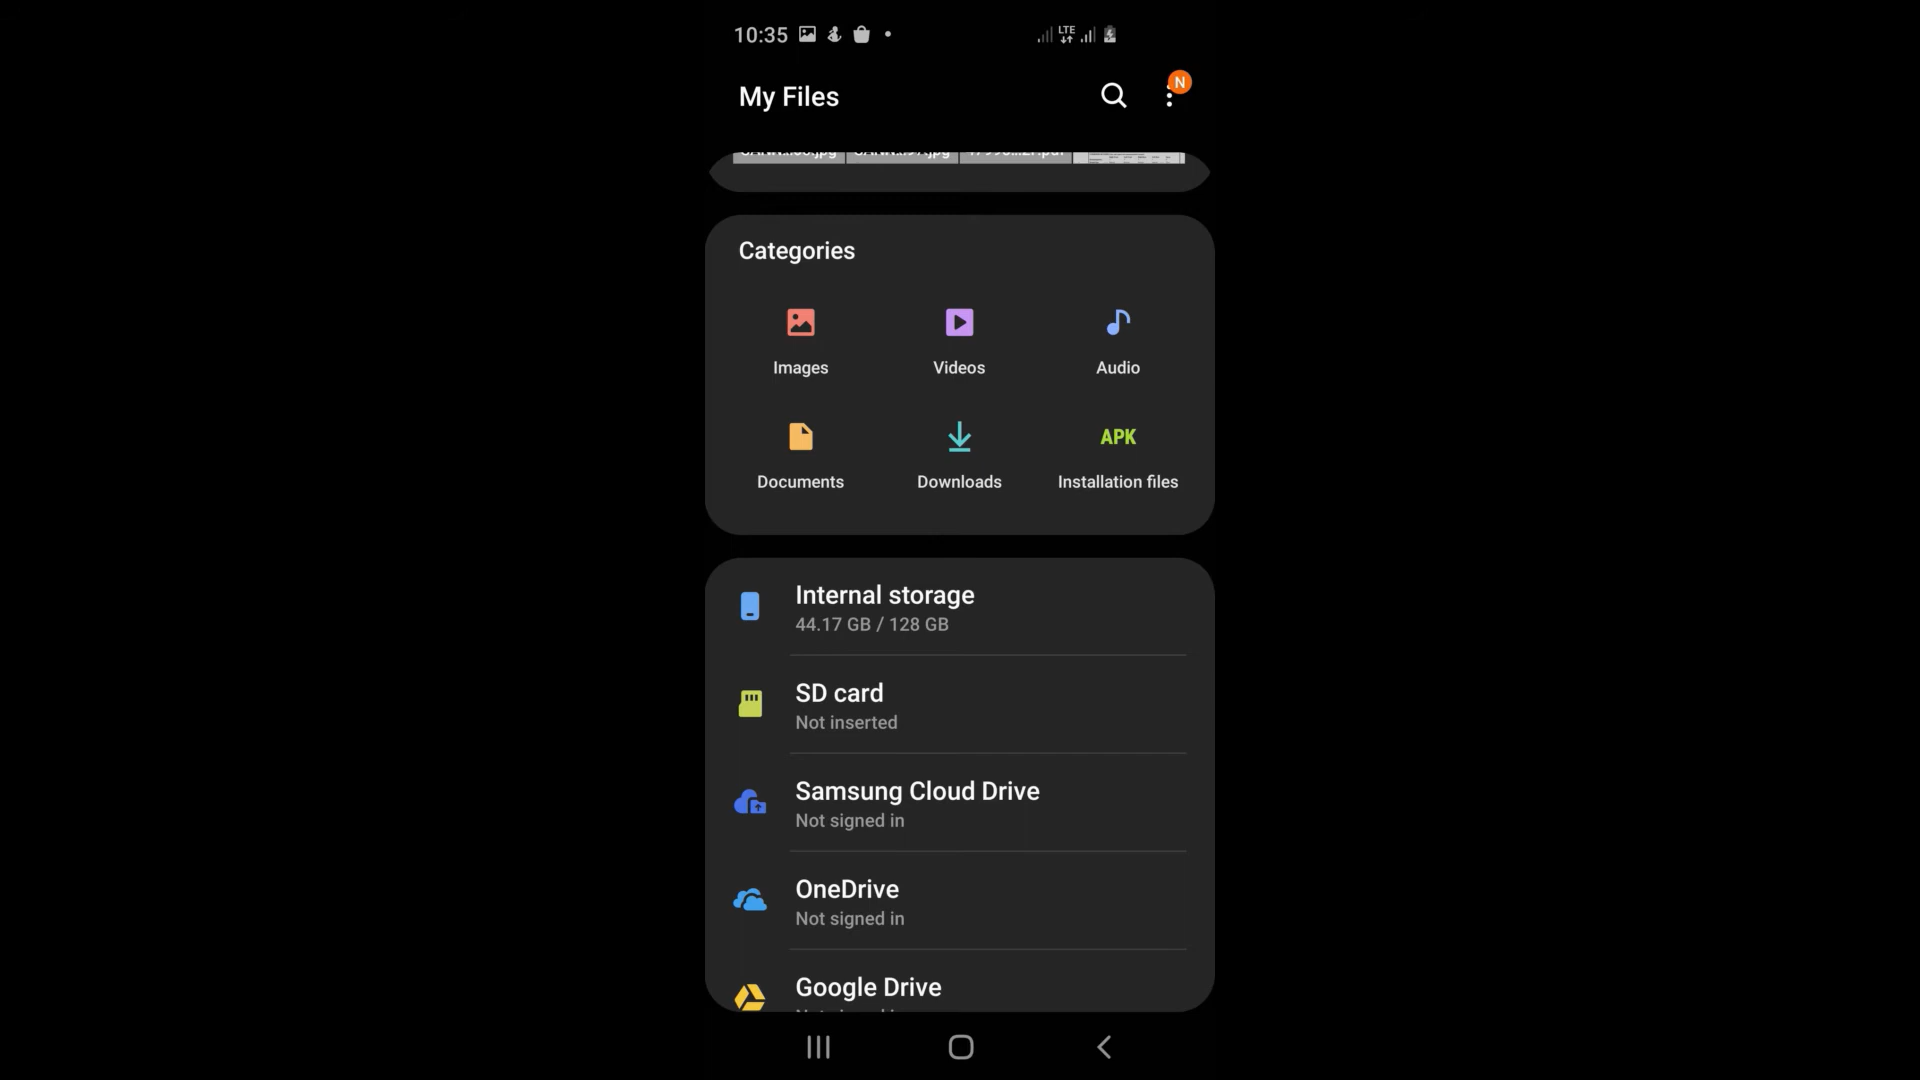 10:35
LTE
My Files
N
Categories
Images
Videos
Audio
Documents
Downloads
APK
Installation files
Internal storage
44.17 GB / 128 GB
SD card
Not inserted
Samsung Cloud Drive
Not signed in
OneDrive
Not signed in
Google Drive